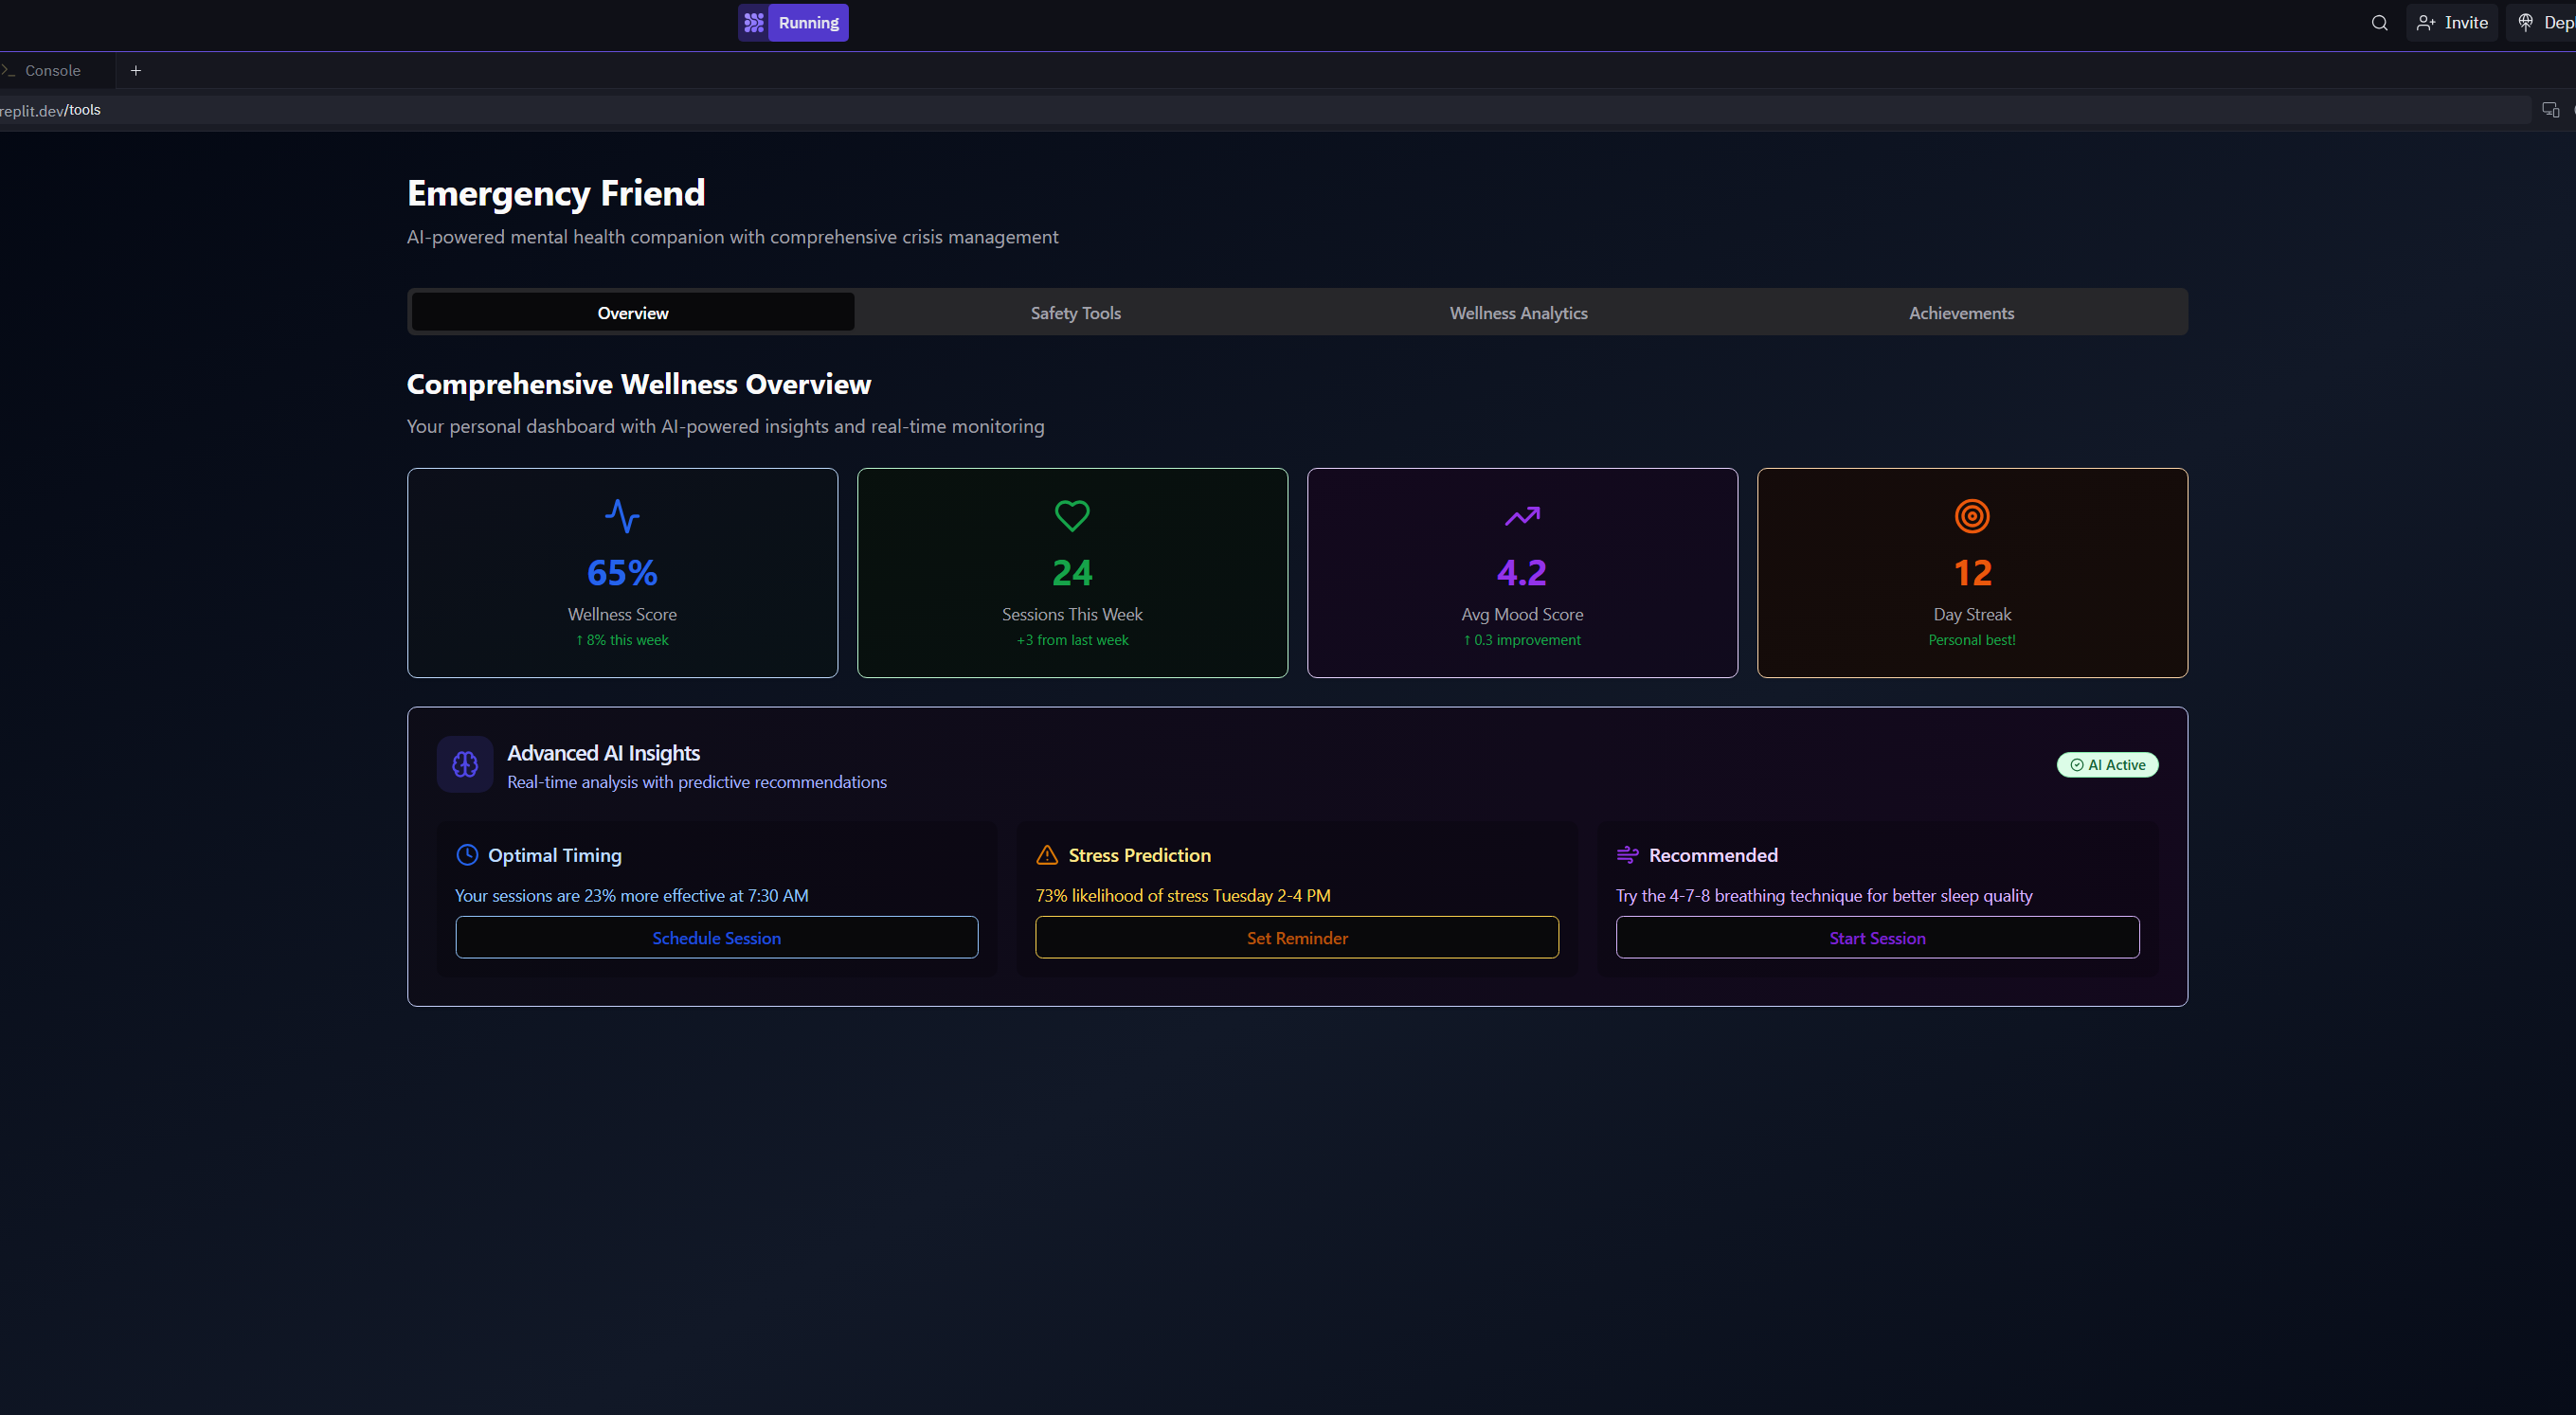 Running
Invite
Dep
Console
replit.dev/tools
Emergency Friend
AI-powered mental health companion with comprehensive crisis management
Overview
Safety Tools
Wellness Analytics
Achievements
Comprehensive Wellness Overview
Your personal dashboard with AI-powered insights and real-time monitoring
65%
Wellness Score
↑ 8% this week
24
Sessions This Week
+3 from last week
4.2
Avg Mood Score
↑ 0.3 improvement
12
Day Streak
Personal best!
Advanced AI Insights
Real-time analysis with predictive recommendations
AI Active
Optimal Timing
Your sessions are 23% more effective at 7:30 AM
Schedule Session
Stress Prediction
73% likelihood of stress Tuesday 2-4 PM
Set Reminder
Recommended
Try the 4-7-8 breathing technique for better sleep quality
Start Session